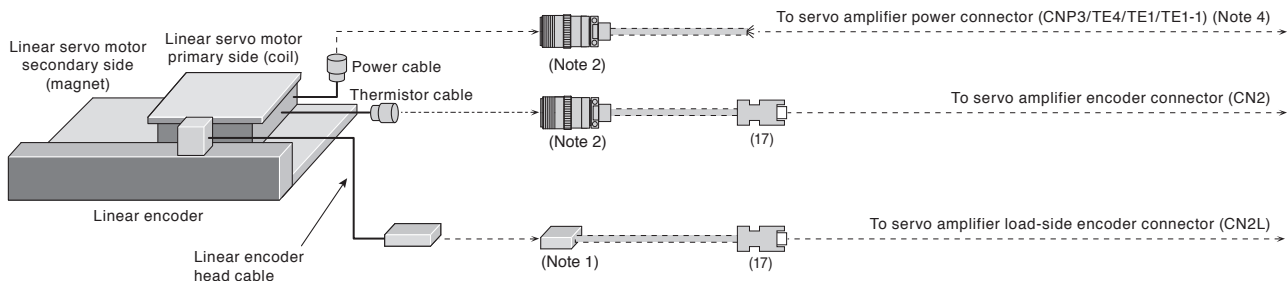 To servo amplifier power connector (CNP3/TE4/TE1/TE1-1) (Note 4)
Linear servo motor
primary side (coil)
Linear servo motor
secondary side
(magnet)
Power cable
(Note 2)
Thermistor cable
To servo amplifier encoder connector (CN2)
(Note 2)
(17)
Linear encoder
To servo amplifier load-side encoder connector (CN2L)
Linear encoder
head cable
(Note 1)
(17)